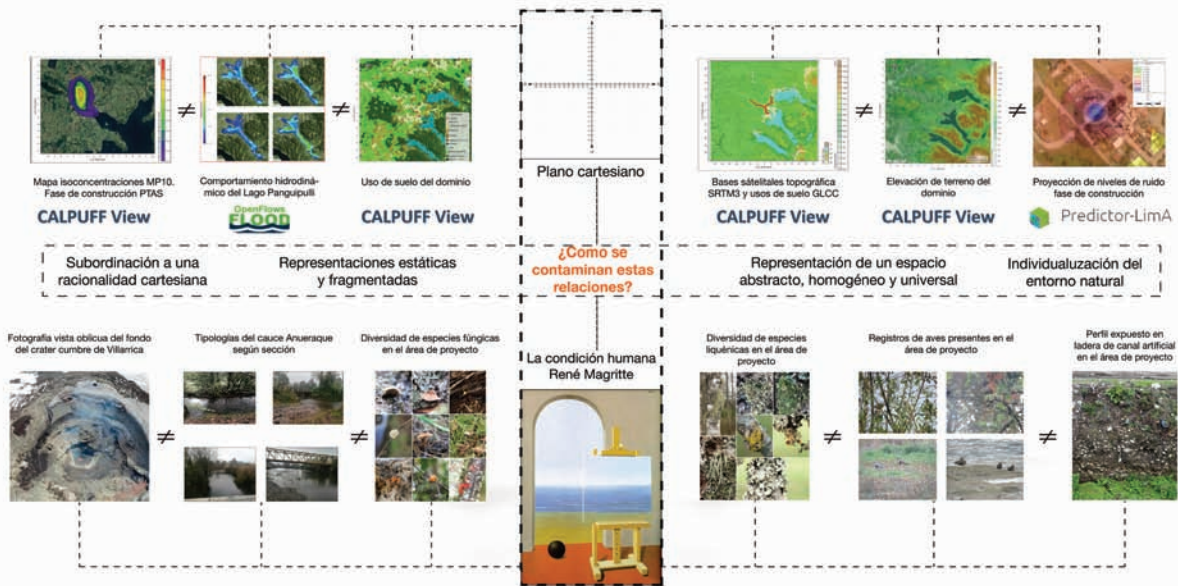 Mapa isoconcentraciones MP10.
Fase de construcción PTAS
CALPUFF View
≠
Comportamiento hidrodiná-
mico del Lago Panguipulli
OpenFlows
FLOOD
≠
Uso de suelo del dominio
CALPUFF View
Plano cartesiano
Bases sátelitales topográfica
SRTM3 y usos de suelo GLCC
CALPUFF View
≠
Elevación de terreno del
dominio
CALPUFF View
≠
Proyección de niveles de ruido
fase de construcción
Predictor-LimA
Subordinación a una
racionalidad cartesiana
Representaciones estáticas
y fragmentadas
¿Como se
contaminan estas
relaciones?
Representación de un espacio
abstracto, homogéneo y universal
Individualuzación del
entorno natural
Fotografía vista oblicua del fondo
del crater cumbre de Villarrica
≠
Tipologías del cauce Anueraque
según sección
≠
Diversidad de especies fúngicas
en el área de proyecto
La condición humana
René Magritte
Diversidad de especies
liquénicas en el área de
proyecto
≠
Registros de aves presentes en el
área de proyecto
≠
Perfil expuesto en
ladera de canal artificial
en el área de proyecto